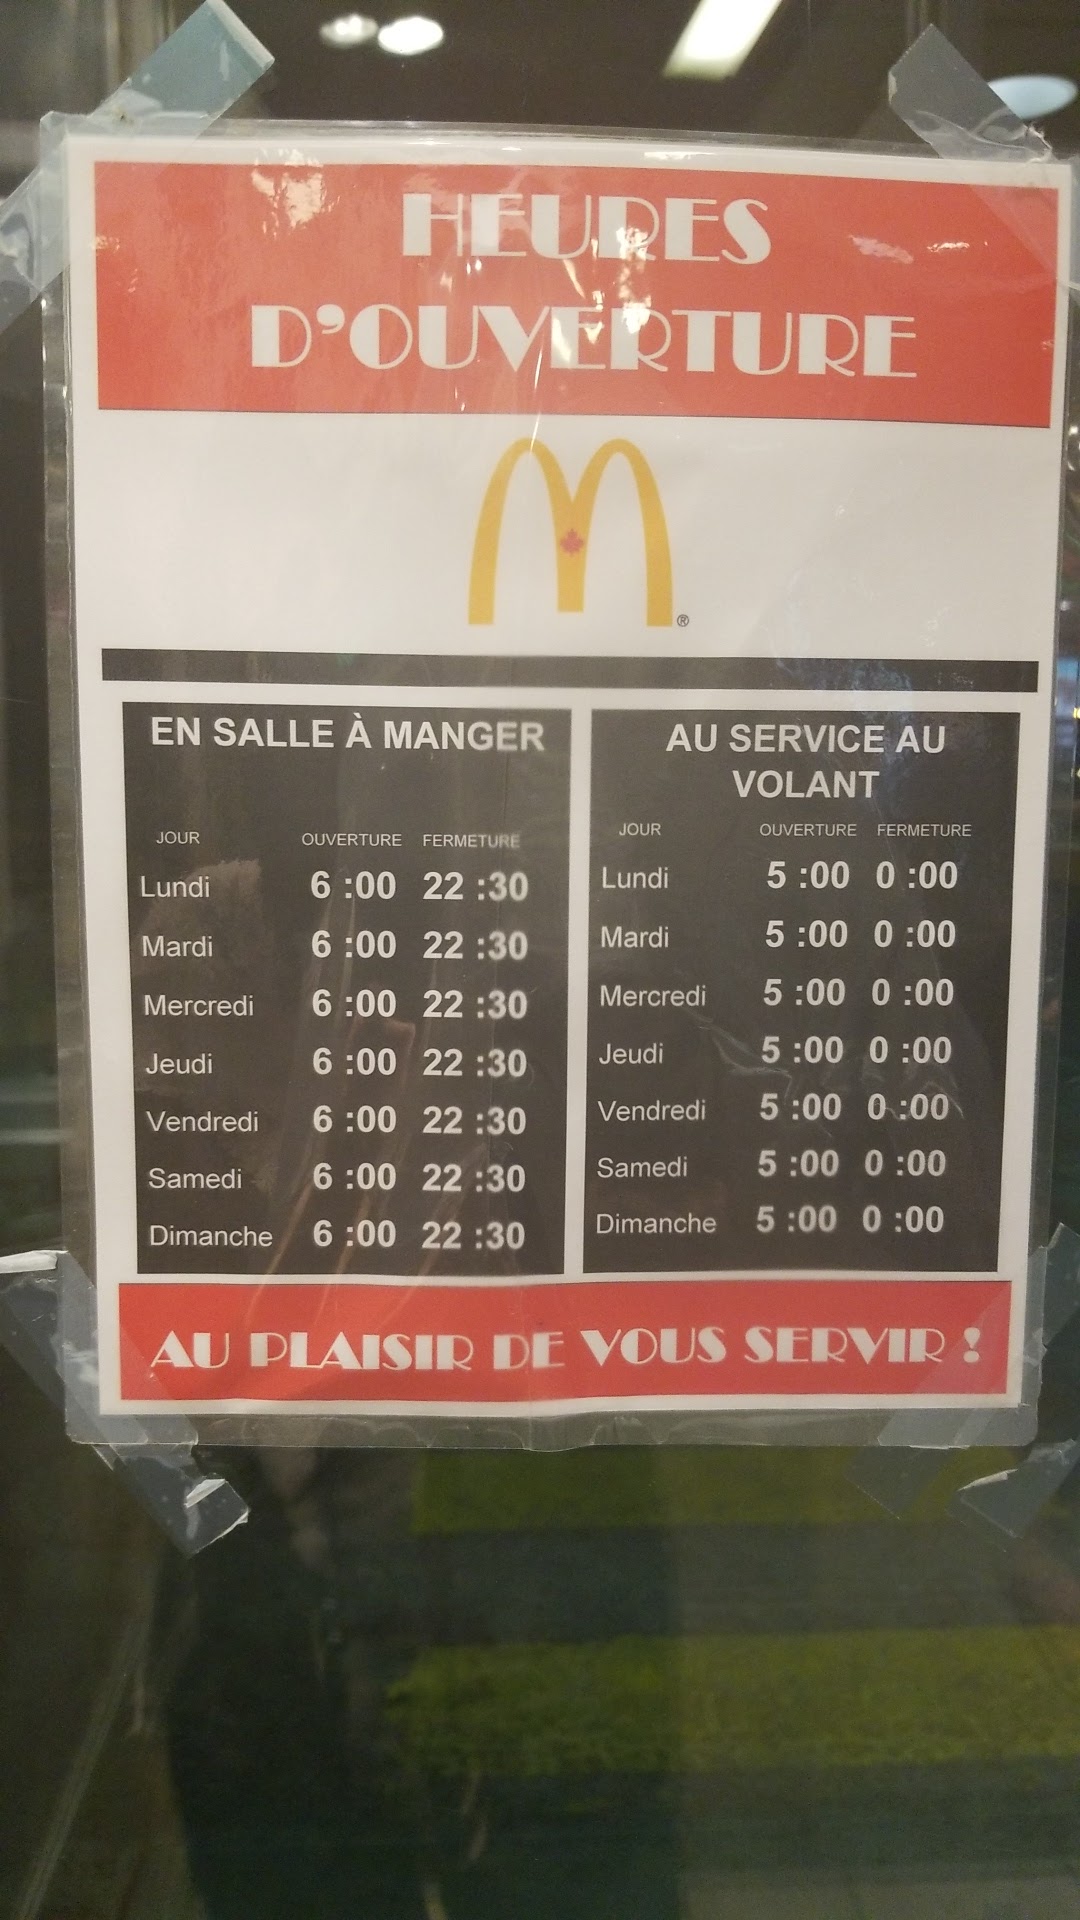 HEURES
D'OUVERTURE
M®
EN SALLE À MANGER
JOUR OUVERTURE FERMETURE
Lundi 6 :00 22 :30
Mardi 6 :00 22 :30
Mercredi 6 :00 22 :30
Jeudi 6 :00 22 :30
Vendredi 6 :00 22 :30
Samedi 6 :00 22 :30
Dimanche 6 :00 22 :30
AU SERVICE AU
VOLANT
JOUR OUVERTURE FERMETURE
Lundi 5 :00 0 :00
Mardi 5 :00 0 :00
Mercredi 5 :00 0 :00
Jeudi 5 :00 0 :00
Vendredi 5 :00 0 :00
Samedi 5 :00 0 :00
Dimanche 5 :00 0 :00
AU PLAISIR DE VOUS SERVIR !